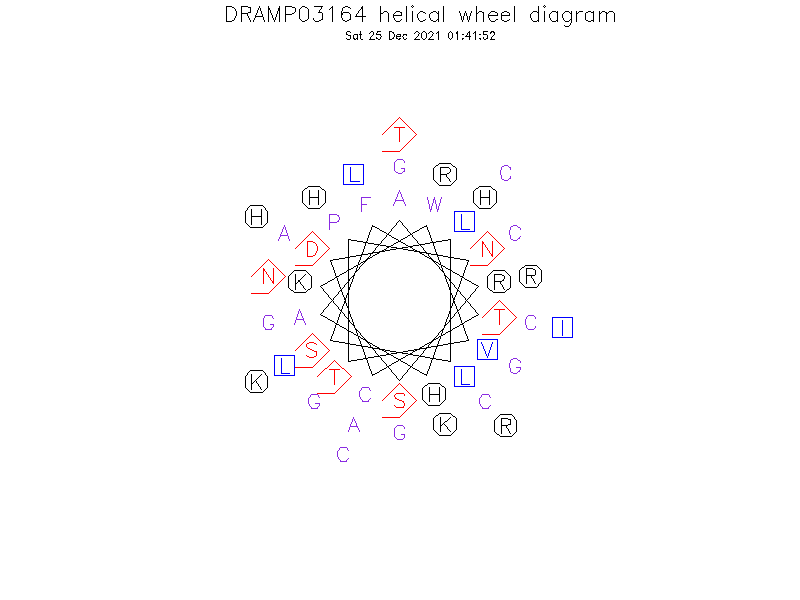 DRAMP03164 helical wheel diagram
Sat 25 Dec 2021 01:41:52
T
G
L R C
H A H
F W
H P L
A C
D N
N K R R
G A T C I
S V
L G
K T L
G C S H C
A K R
G
C